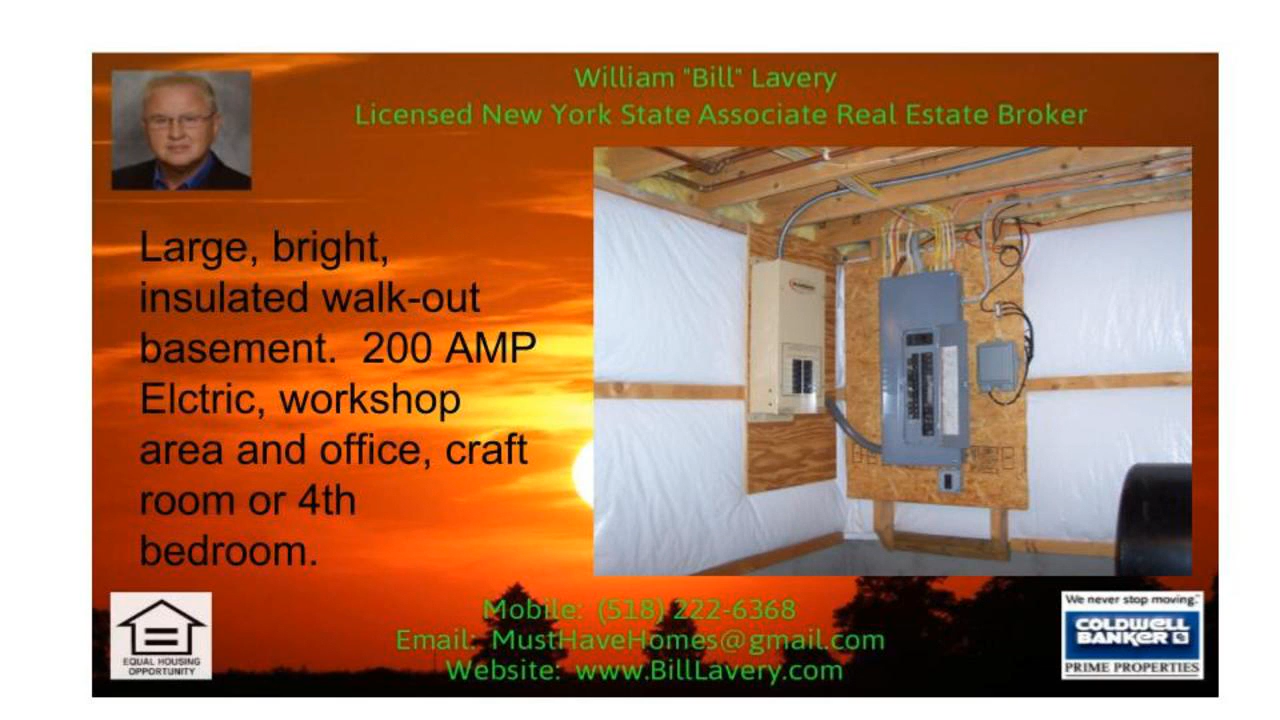 William "Bill" Lavery
Licensed New York State Associate Real Estate Broker
Large, bright,
insulated walk-out
basement.  200 AMP
Elctric, workshop
area and office, craft
room or 4th
bedroom.
EQUAL HOUSING
OPPORTUNITY
Mobile:  (518) 222-6368
Email:  MustHaveHomes@gmail.com
Website:  www.BillLavery.com
We never stop moving.™
COLDWELL
BANKER
PRIME PROPERTIES